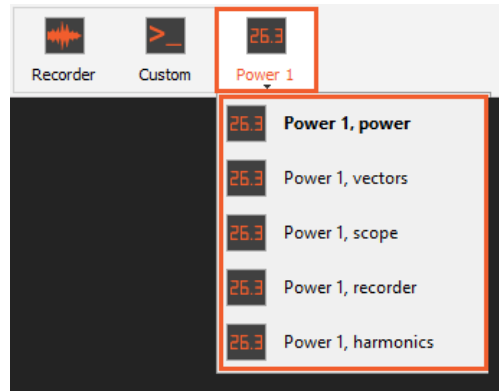 >_
26.3
Recorder
Custom
Power 1
26.3
Power 1, power
26.3
Power 1, vectors
26.3
Power 1, scope
26.3
Power 1, recorder
26.3
Power 1, harmonics